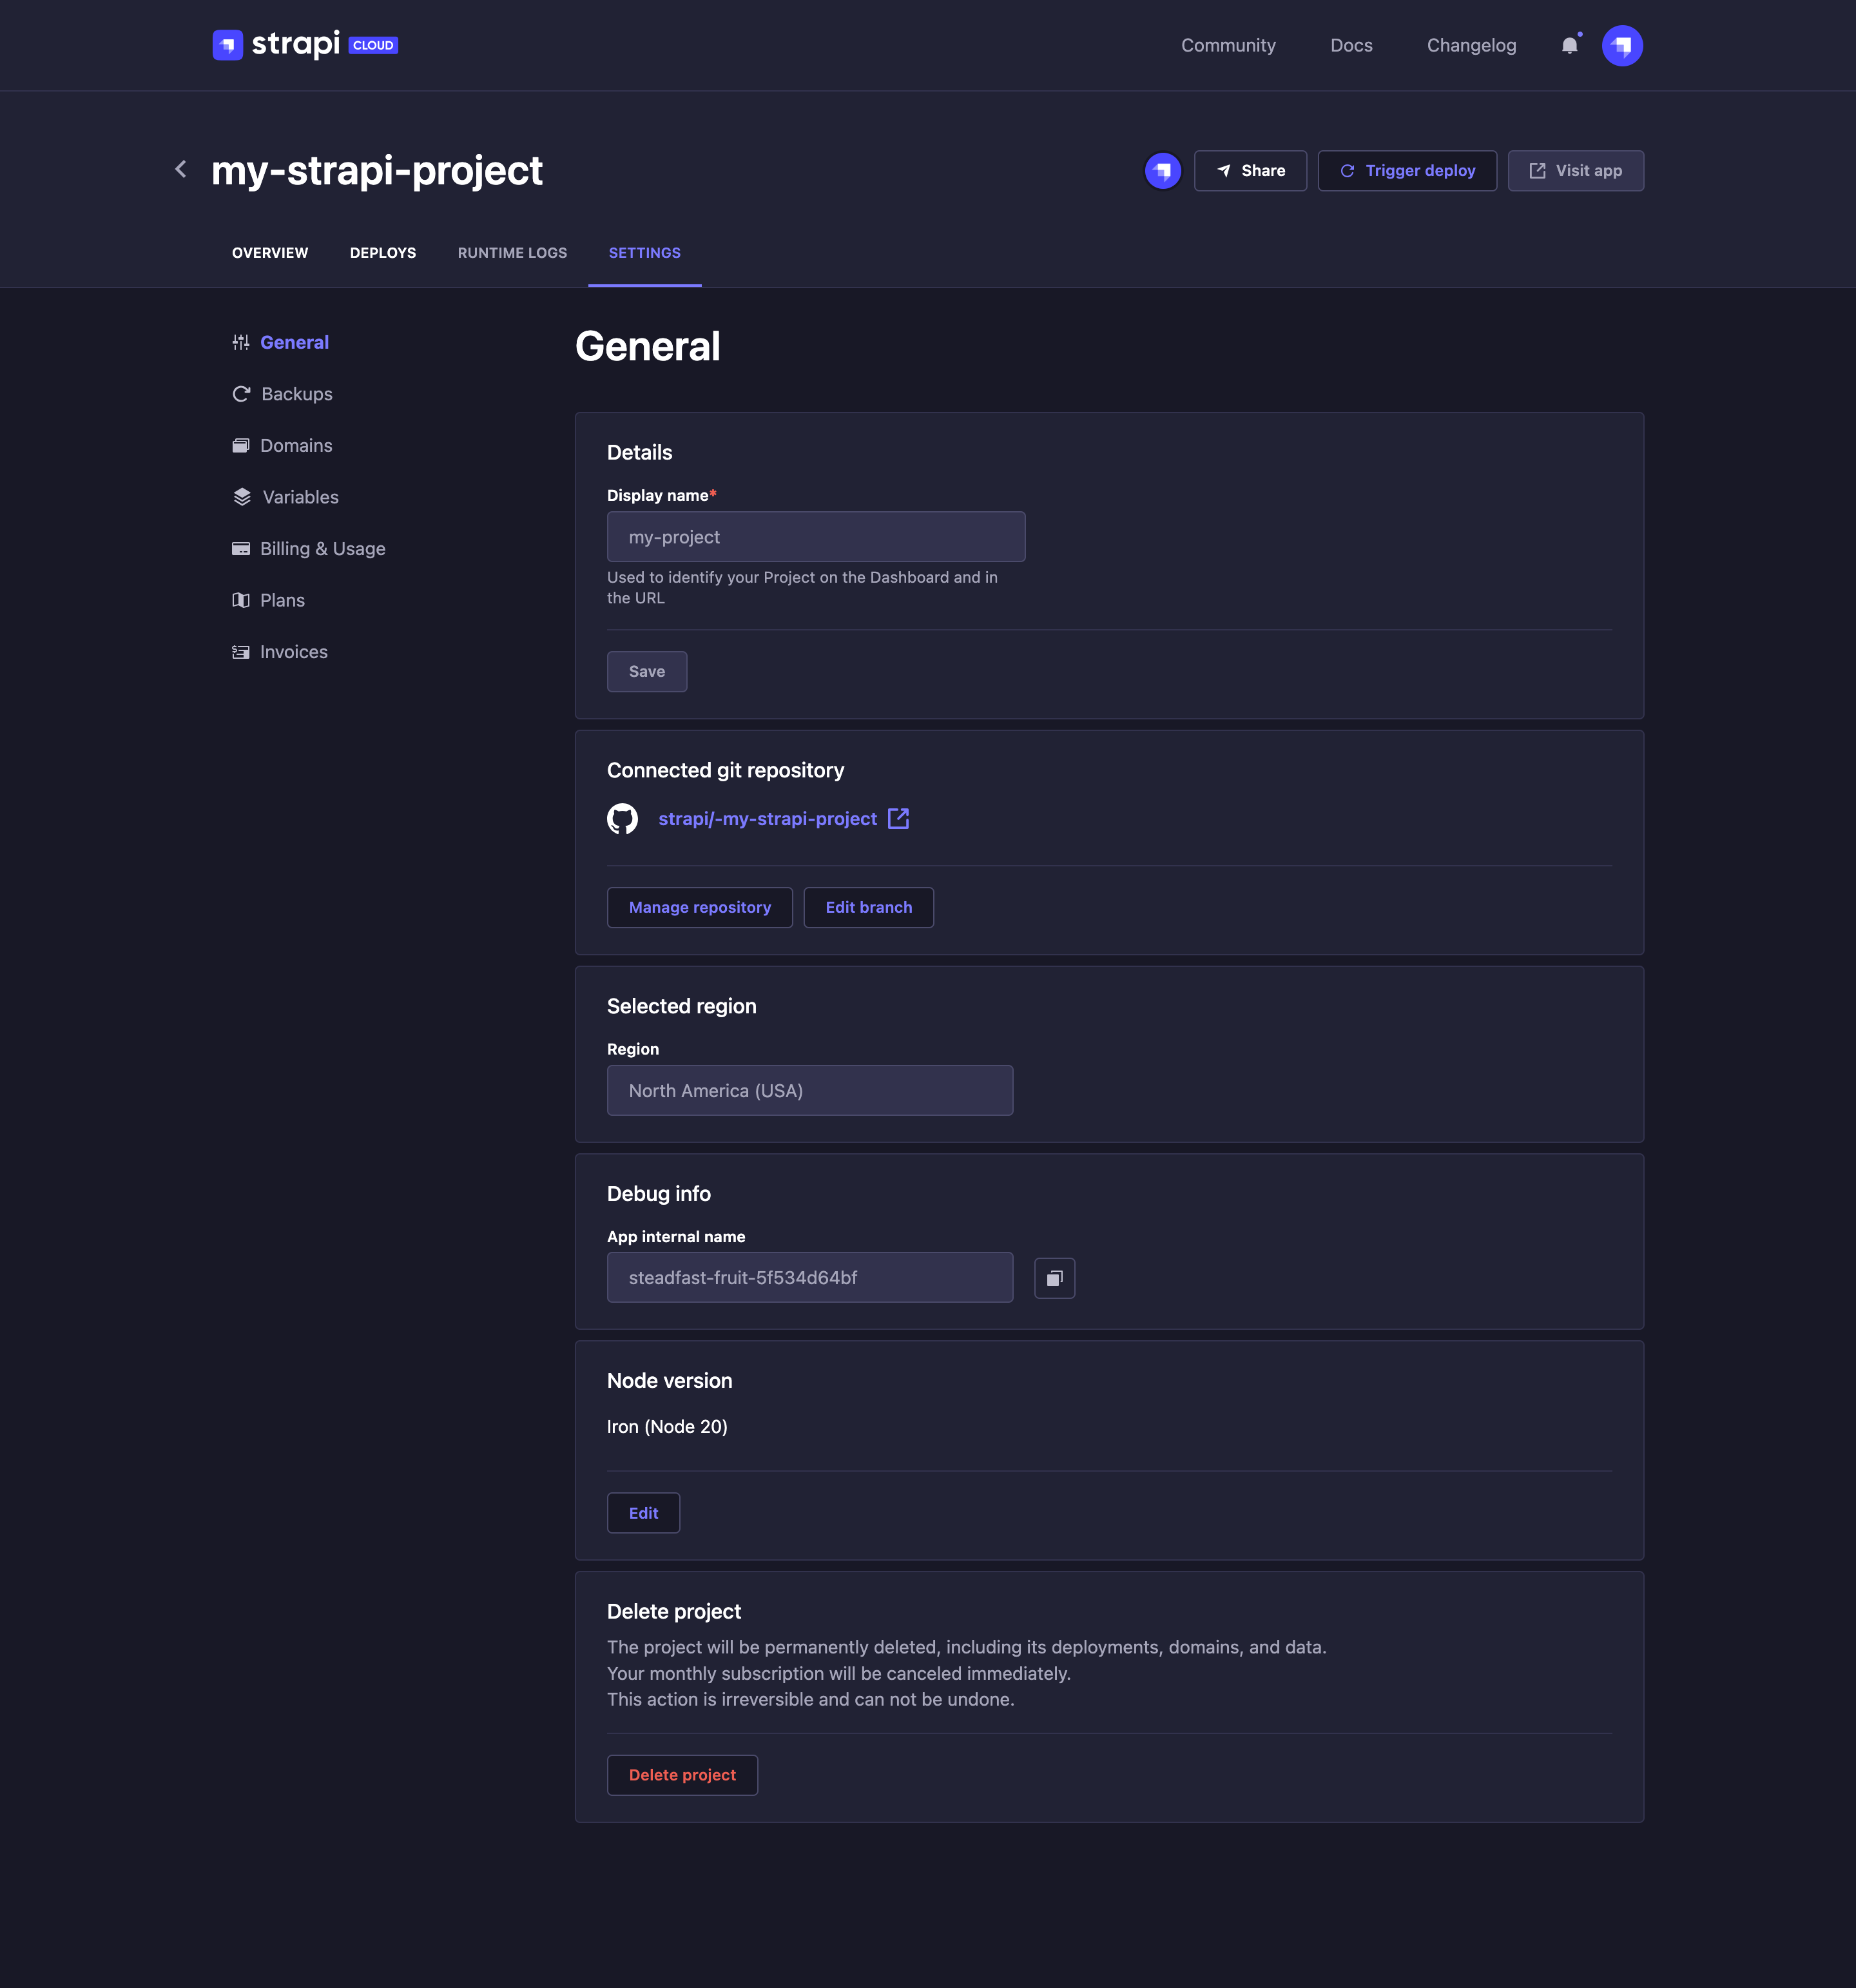 strapi CLOUD
Community Docs Changelog
my-strapi-project
Share Trigger deploy Visit app
OVERVIEW DEPLOYS RUNTIME LOGS SETTINGS
General
Backups
Domains
Variables
Billing & Usage
Plans
Invoices
General
Details
Display name*
my-project
Used to identify your Project on the Dashboard and in
the URL
Save
Connected git repository
strapi/-my-strapi-project
Manage repository Edit branch
Selected region
Region
North America (USA)
Debug info
App internal name
steadfast-fruit-5f534d64bf
Node version
Iron (Node 20)
Edit
Delete project
The project will be permanently deleted, including its deployments, domains, and data.
Your monthly subscription will be canceled immediately.
This action is irreversible and can not be undone.
Delete project